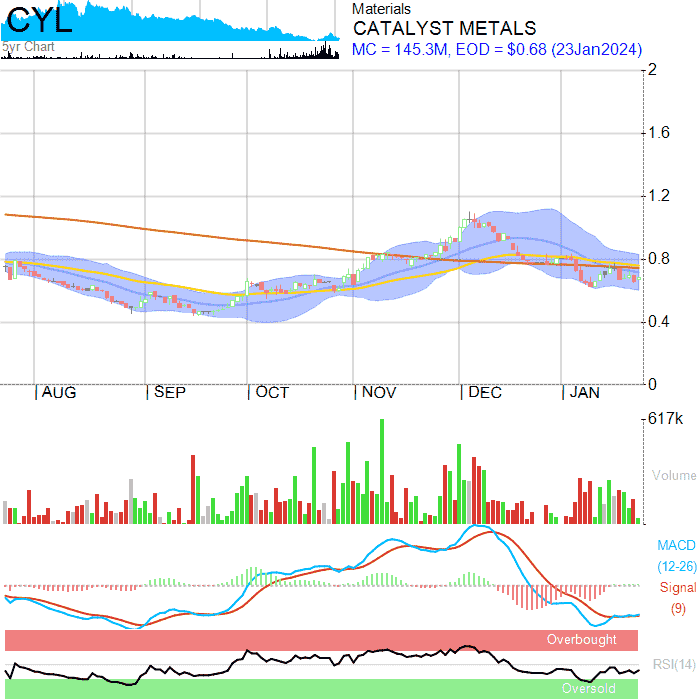 CYL
5yr Chart
Materials
CATALYST METALS
MC = 145.3M, EOD = $0.68 (23Jan2024)
2
1.6
1.2
0.8
0.4
0
AUG SEP OCT NOV DEC JAN
617k
Volume
MACD
(12-26)
Signal
(9)
Overbought
RSI(14)
Oversold